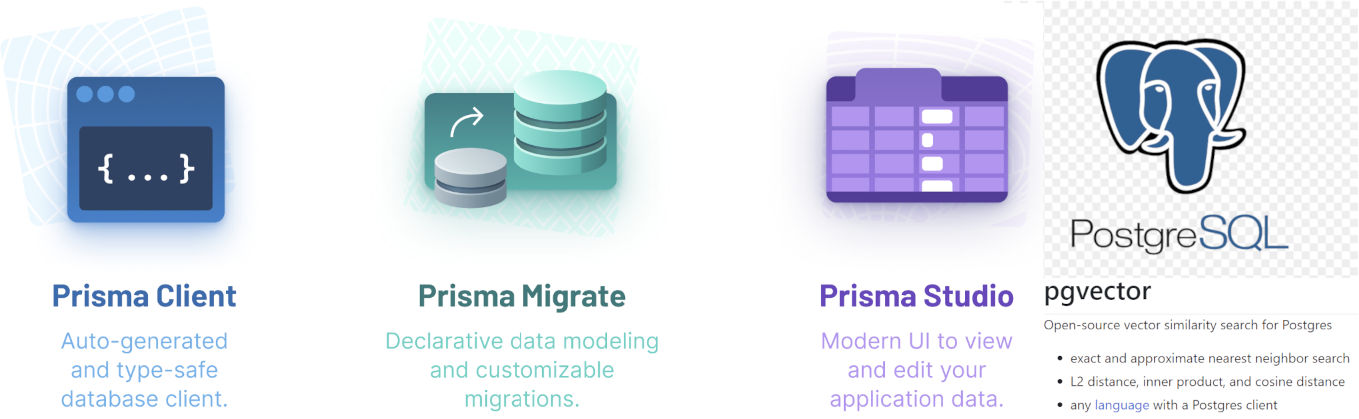 { ... }
Prisma Client
Auto-generated
and type-safe
database client.
Prisma Migrate
Declarative data modeling
and customizable
migrations.
Prisma Studio
Modern UI to view
and edit your
application data.
PostgreSQL
pgvector
Open-source vector similarity search for Postgres
• exact and approximate nearest neighbor search
• L2 distance, inner product, and cosine distance
• any language with a Postgres client